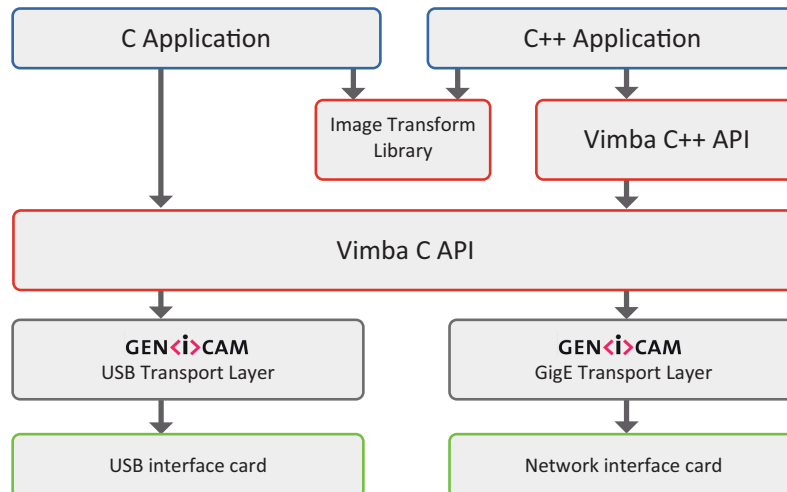 C Application
C++ Application
Image Transform
Library
Vimba C++ API
Vimba C API
GEN<i>CAM
USB Transport Layer
GEN<i>CAM
GigE Transport Layer
USB interface card
Network interface card